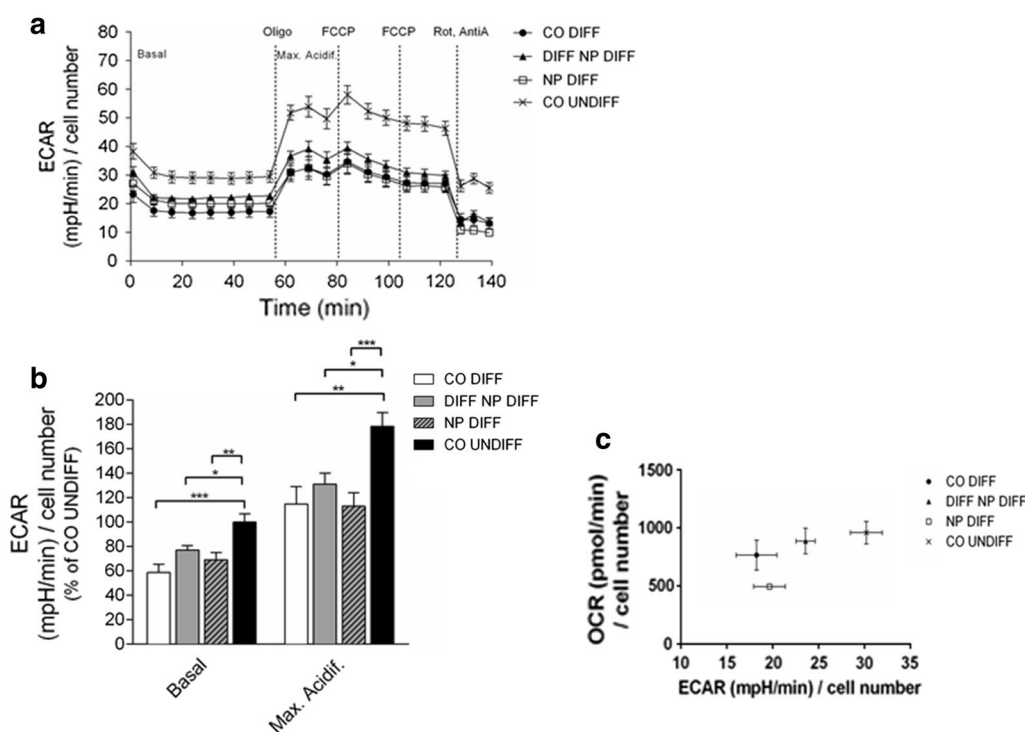 a
Oligo FCCP FCCP Rot, AntiA
Basal Max. Acidif.
ECAR
(mpH/min) / cell number
80
70
60
50
40
30
20
10
0
0 20 40 60 80 100 120 140
Time (min)
CO DIFF
DIFF NP DIFF
NP DIFF
CO UNDIFF
b
ECAR
(mpH/min) / cell number
(% of CO UNDIFF)
200
180
160
140
120
100
80
60
40
20
0
**
*
***
***
*
**
Basal
Max. Acidif.
CO DIFF
DIFF NP DIFF
NP DIFF
CO UNDIFF
c
OCR (pmol/min)
/ cell number
1500
1000
500
0
10 15 20 25 30 35
ECAR (mpH/min) / cell number
CO DIFF
DIFF NP DIFF
NP DIFF
CO UNDIFF